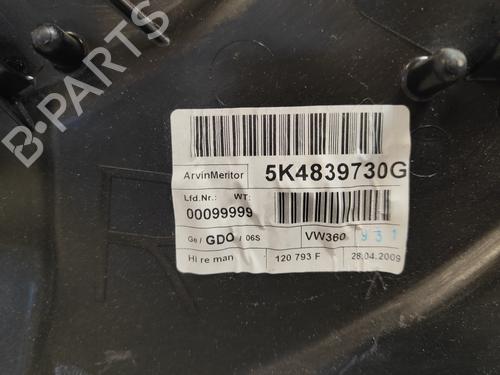 B-PARTS
ArvinMeritor 5K4839730G
Lfd.Nr.: WT:
00099999
Ge / GDO / 06S VW360 931
HI re man 120 793 F 28.04.2009
R